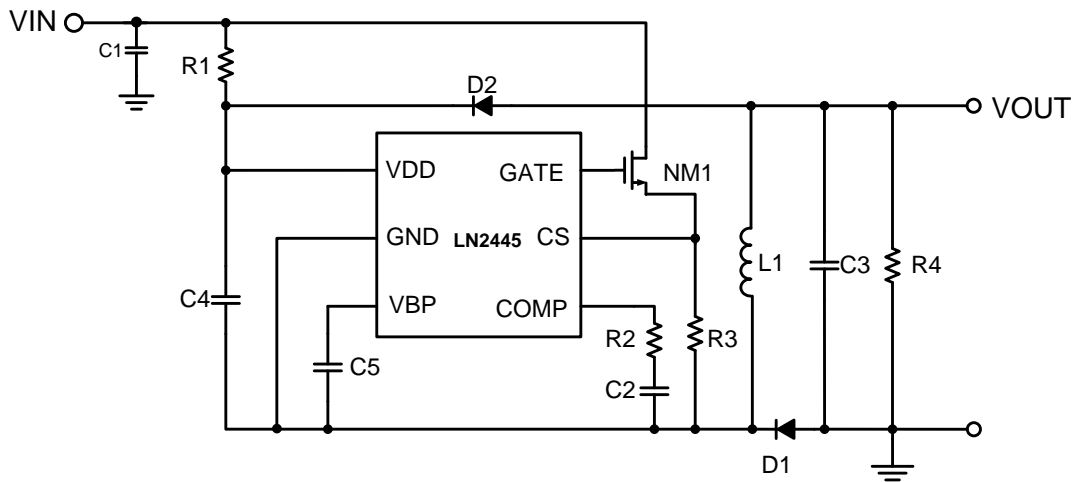 VIN
C1
R1
D2
VOUT
VDD
GATE
NM1
GND
LN2445
CS
L1
C3
R4
C4
VBP
COMP
R2
R3
C5
C2
D1